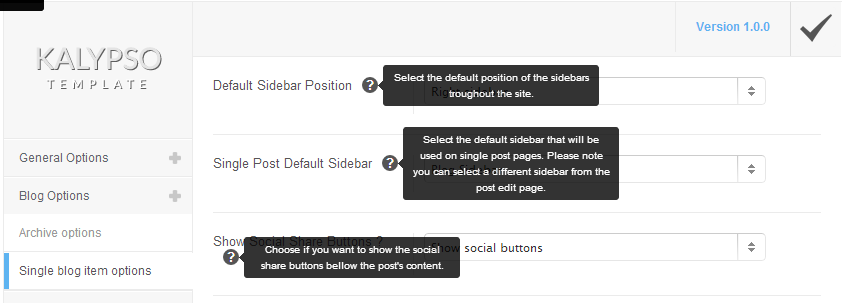 Version 1.0.0
KALYPSO
TEMPLATE
General Options
Blog Options
Archive options
Single blog item options
Default Sidebar Position
Select the default position of the sidebars
troughout the site.
Single Post Default Sidebar
Select the default sidebar that will be
used on single post pages. Please note
you can select a different sidebar from the
post edit page.
Show Social Share Buttons ?
Choose if you want to show the social
share buttons bellow the post's content.
Show social buttons